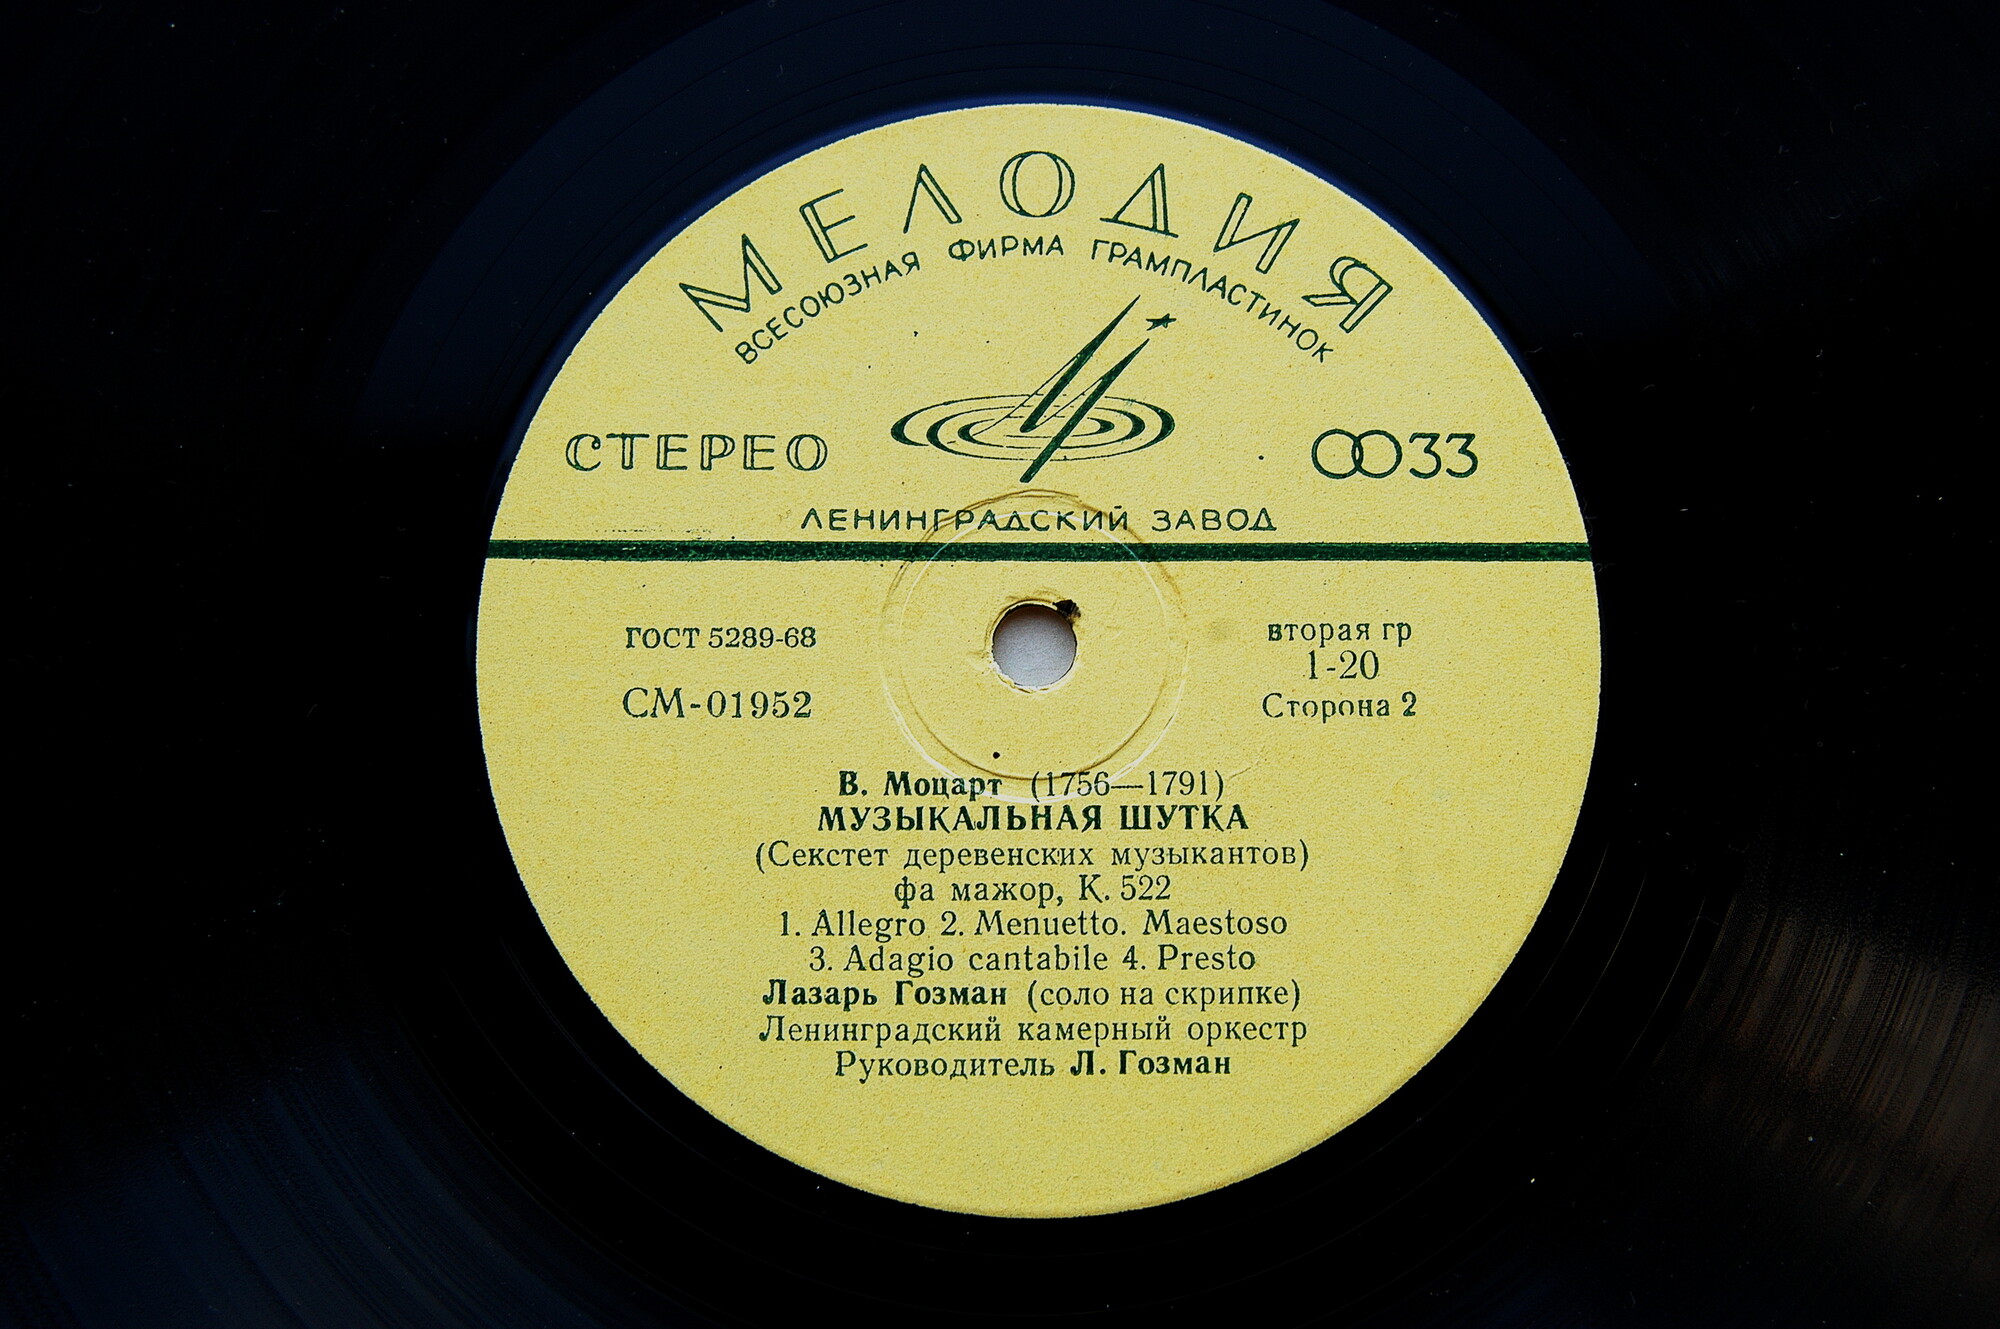 МЕЛОДИЯ
ВСЕСОЮЗНАЯ ФИРМА ГРАМПЛАСТИНОК
СТЕРЕО
33
ЛЕНИНГРАДСКИЙ ЗАВОД
ГОСТ 5289-68
СМ-01952
вторая гр
1-20
Сторона 2
В. Моцарт (1756—1791)
МУЗЫКАЛЬНАЯ ШУТКА
(Секстет деревенских музыкантов)
фа мажор, К. 522
1. Allegro 2. Menuetto. Maestoso
3. Adagio cantabile 4. Presto
Лазарь Гозман (соло на скрипке)
Ленинградский камерный оркестр
Руководитель Л. Гозман